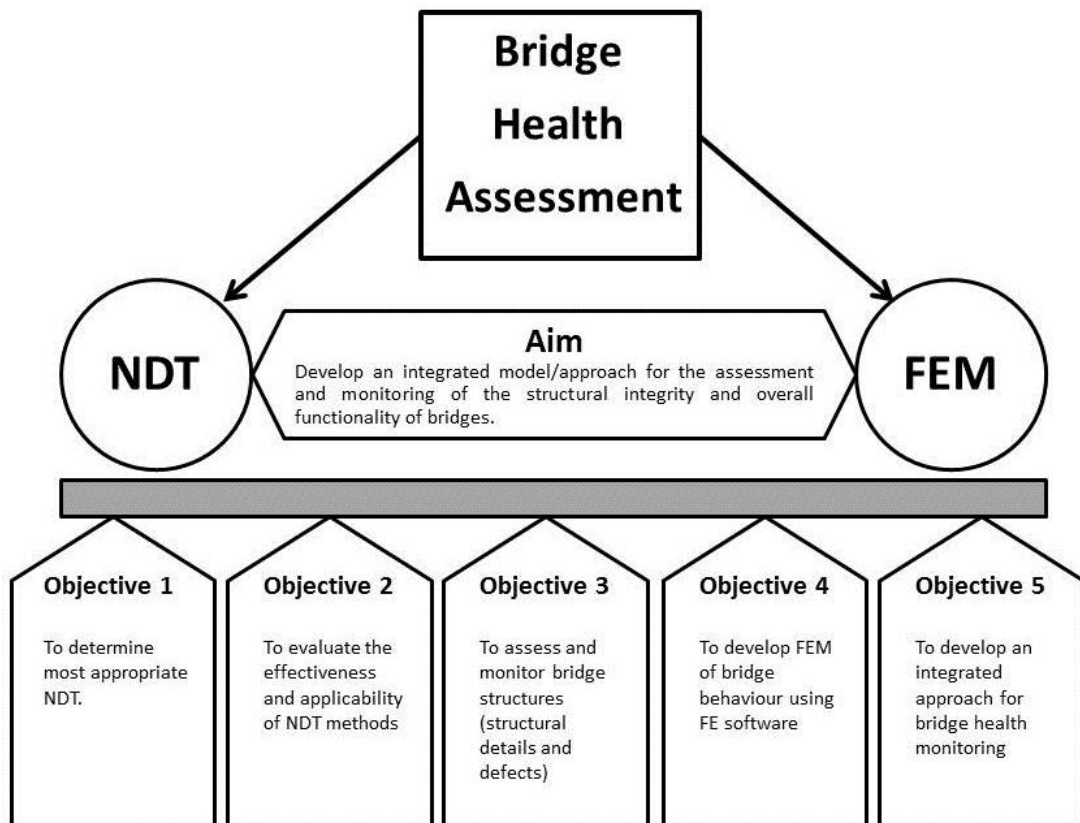 Bridge
Health
Assessment
NDT
Aim
Develop an integrated model/approach for the assessment
and monitoring of the structural integrity and overall
functionality of bridges.
FEM
Objective 1
To determine
most appropriate
NDT.
Objective 2
To evaluate the
effectiveness
and applicability
of NDT methods
Objective 3
To assess and
monitor bridge
structures
(structural
details and
defects)
Objective 4
To develop FEM
of bridge
behaviour using
FE software
Objective 5
To develop an
integrated
approach for
bridge health
monitoring